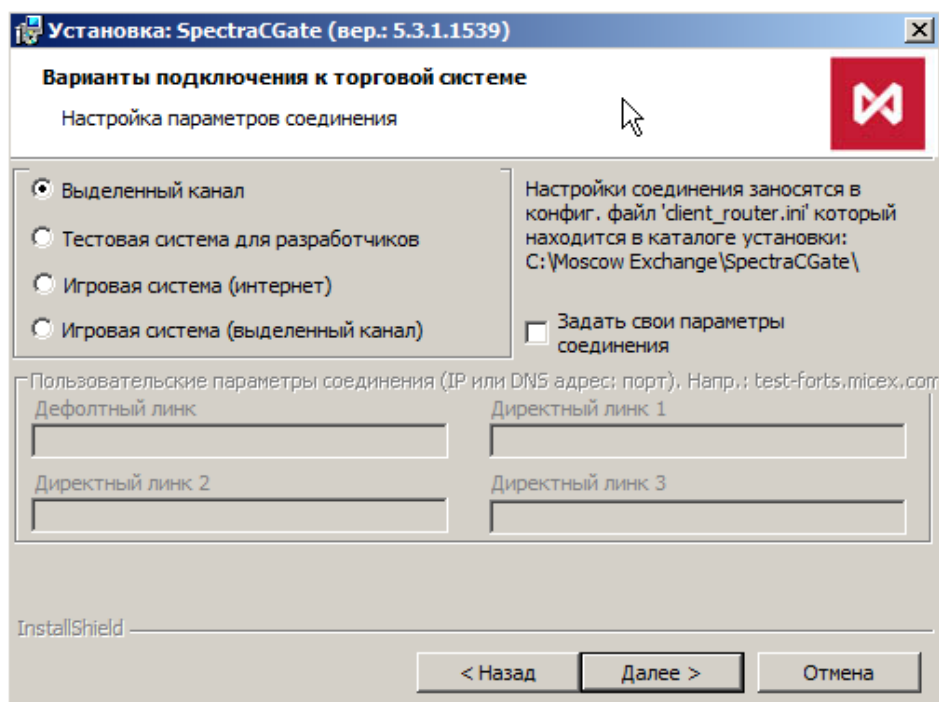 Установка: SpectraCGate (вер.: 5.3.1.1539)
Варианты подключения к торговой системе
Настройка параметров соединения
Выделенный канал
Тестовая система для разработчиков
Игровая система (интернет)
Игровая система (выделенный канал)
Настройки соединения заносятся в
конфиг. файл 'client_router.ini' который
находится в каталоге установки:
C:\Moscow Exchange\SpectraCGate\
Задать свои параметры
соединения
Пользовательские параметры соединения (IP или DNS адрес: порт), Напр.: test-forts.micex.com
Дефолтный линк
Директный линк 1
Директный линк 2
Директный линк 3
InstallShield
< Назад
Далее >
Отмена